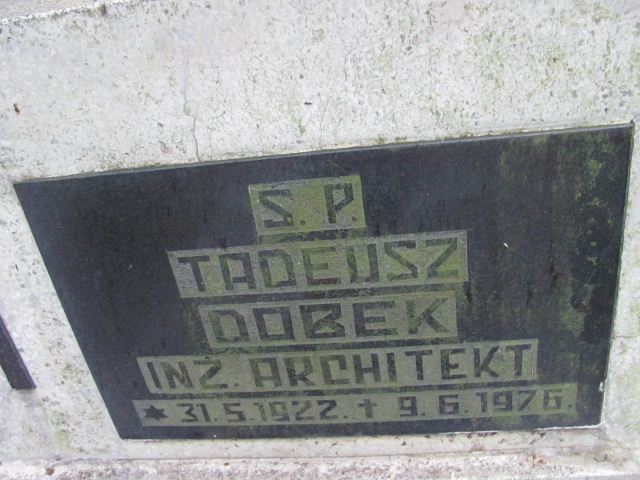 S. P.
TADEUSZ
DOBEK
INŻ. ARCHITEKT
★ 31.5.1922. ✝ 9.6.1976.